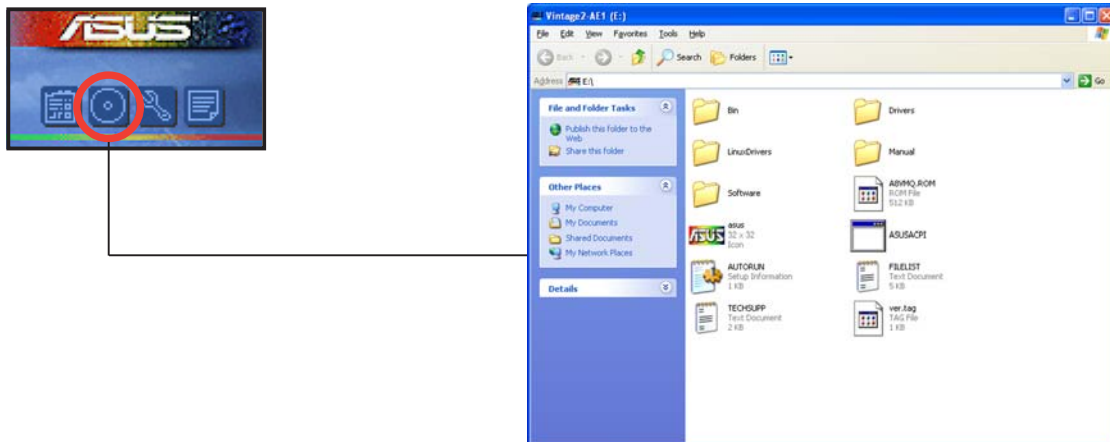 ASUS
Vintage2-AE1 (E:)
File Edit View Favorites Tools Help
Back Search Folders
Address E:\ Go
File and Folder Tasks
Publish this folder to the
Web
Share this folder
Other Places
My Computer
My Documents
Shared Documents
My Network Places
Details
Bin
Drivers
LinuxDrivers
Manual
Software
A8VMQ.ROM
ROM File
512 KB
asus
32 x 32
Icon
ASUSACPI
AUTORUN
Setup Information
1 KB
FILELIST
Text Document
5 KB
TECHSUPP
Text Document
2 KB
ver.tag
TAG File
1 KB